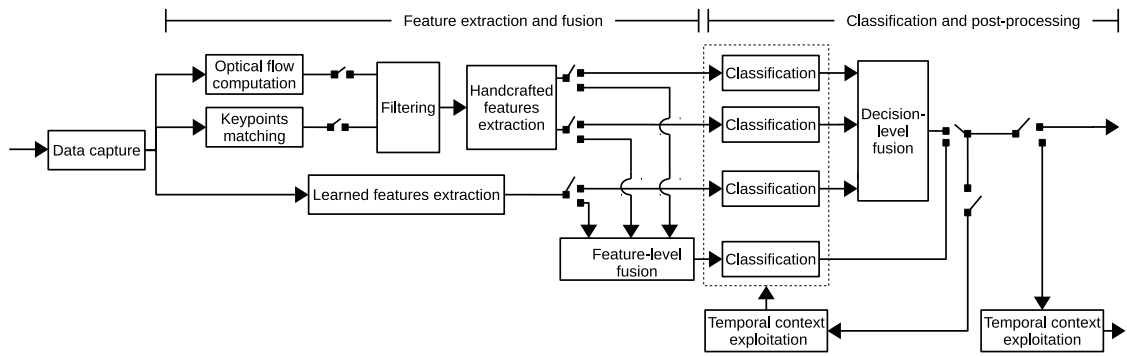 Feature extraction and fusion
Classification and post-processing
Optical flow
computation
Keypoints
matching
Data capture
Filtering
Handcrafted
features
extraction
Learned features extraction
Feature-level
fusion
Classification
Classification
Classification
Classification
Decision-
level
fusion
Temporal context
exploitation
Temporal context
exploitation